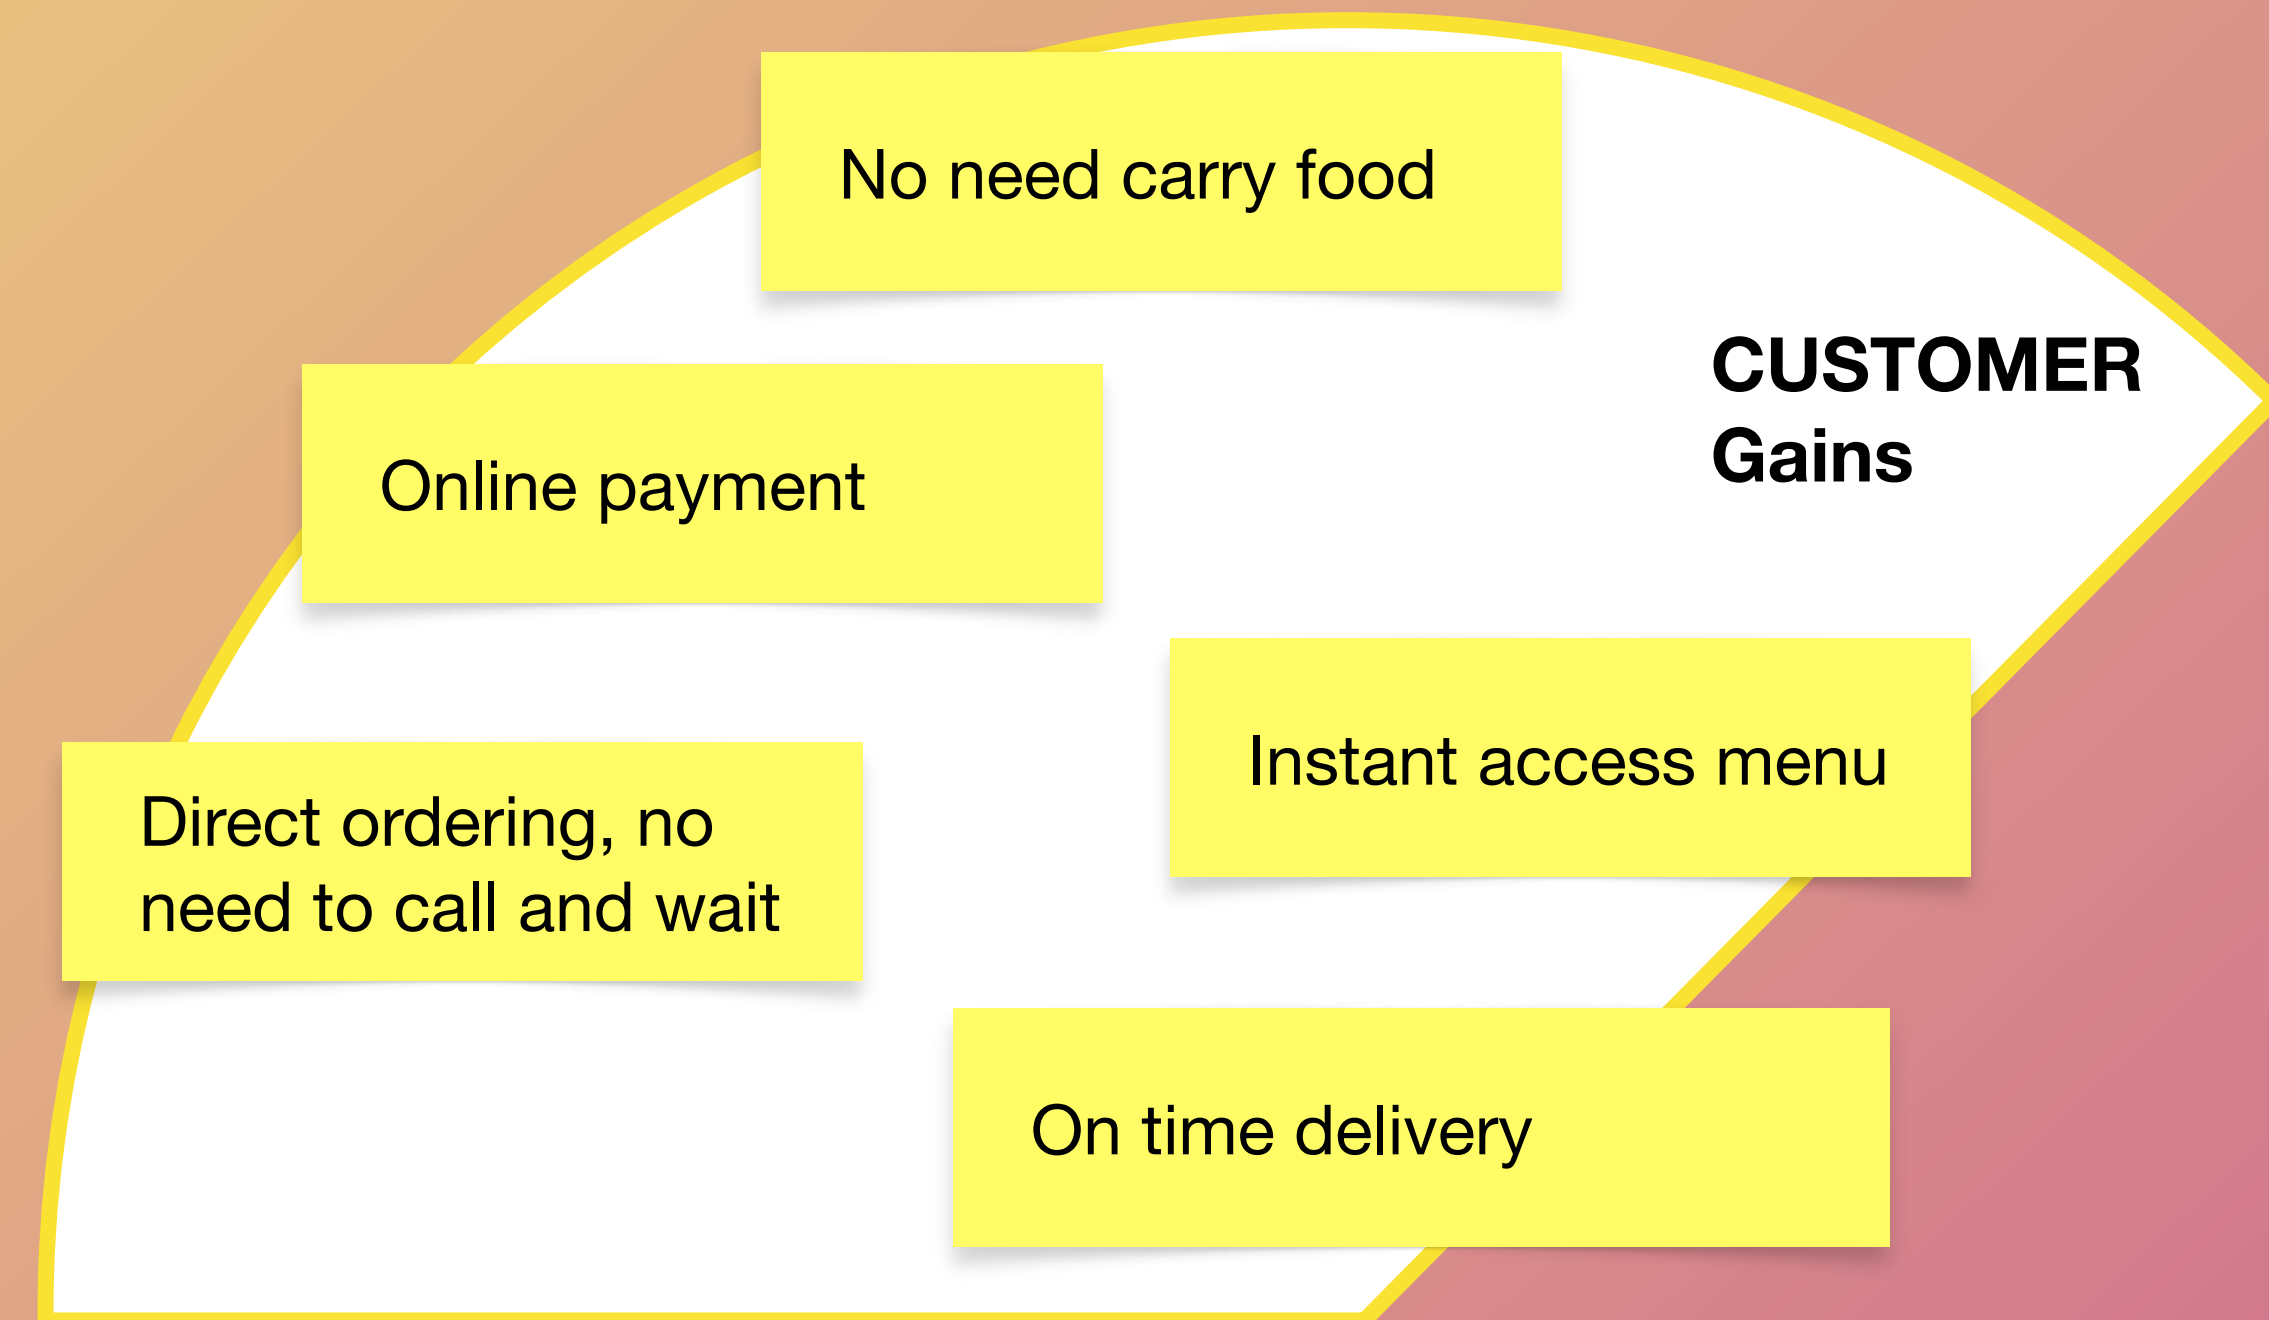 No need carry food
CUSTOMER
Gains
Online payment
Instant access menu
Direct ordering, no
need to call and wait
On time delivery